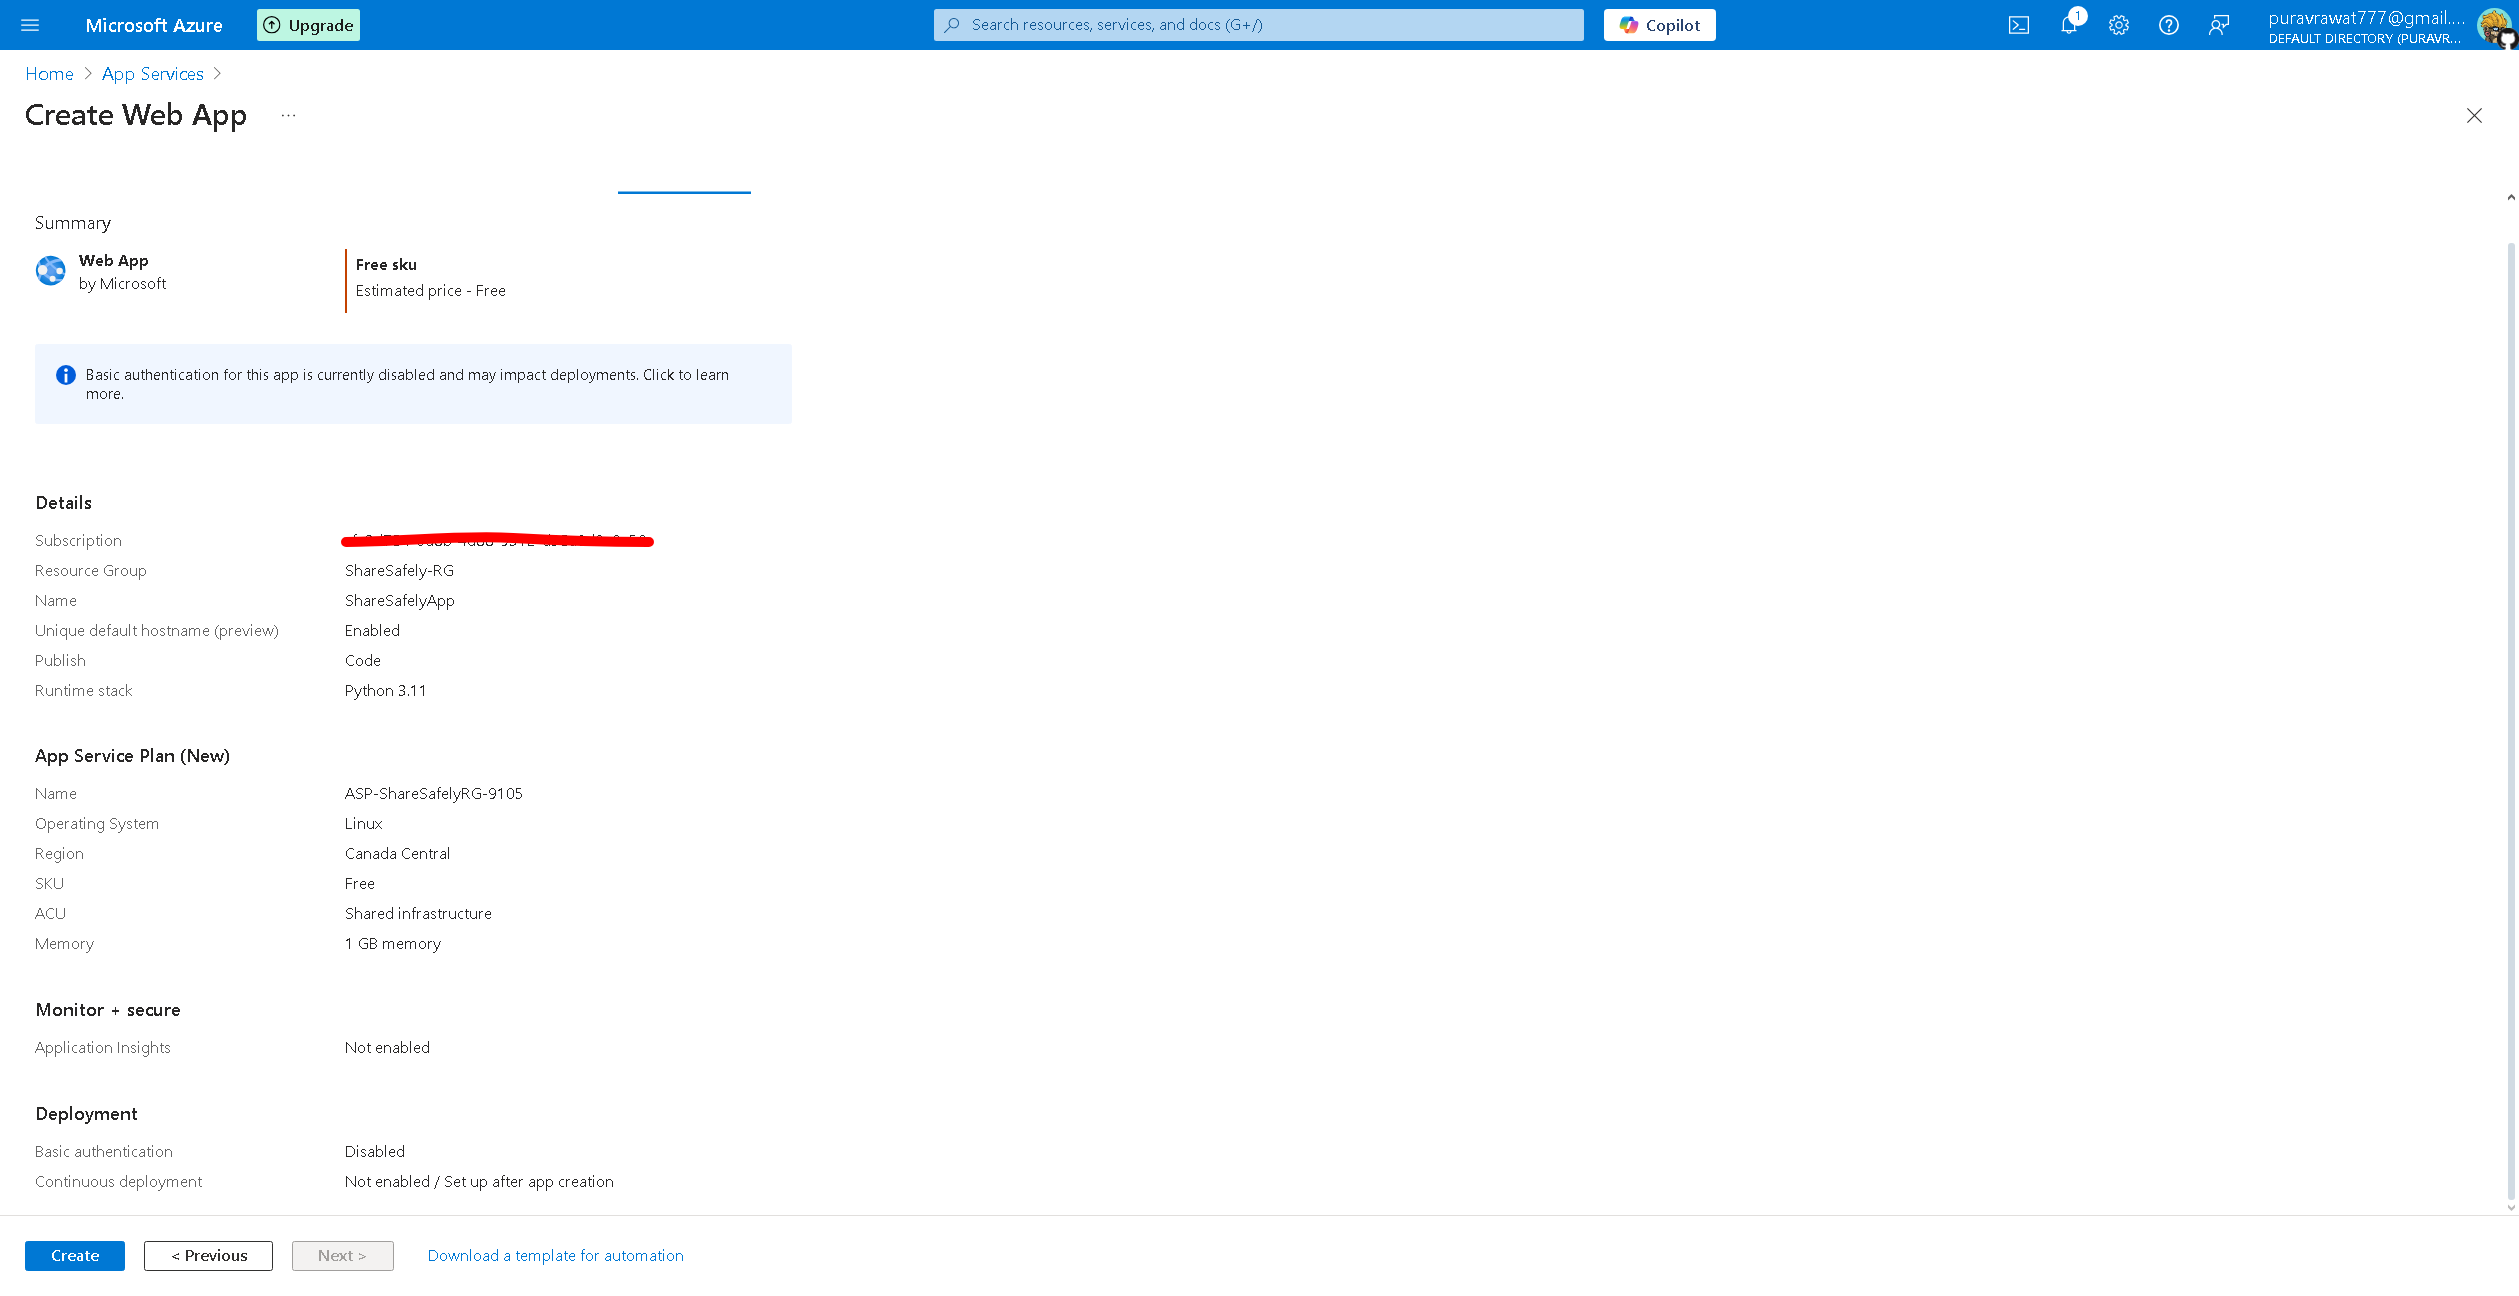 Microsoft Azure
Upgrade
Search resources, services, and docs (G+/)
Copilot
1
puravrawat777@gmail....
DEFAULT DIRECTORY (PURAVR...
Home > App Services >
Create Web App ...
Summary
Web App
by Microsoft
Free sku
Estimated price - Free
Basic authentication for this app is currently disabled and may impact deployments. Click to learn
more.
Details
Subscription
Resource Group ShareSafely-RG
Name ShareSafelyApp
Unique default hostname (preview) Enabled
Publish Code
Runtime stack Python 3.11
App Service Plan (New)
Name ASP-ShareSafelyRG-9105
Operating System Linux
Region Canada Central
SKU Free
ACU Shared infrastructure
Memory 1 GB memory
Monitor + secure
Application Insights Not enabled
Deployment
Basic authentication Disabled
Continuous deployment Not enabled / Set up after app creation
Create
< Previous
Next >
Download a template for automation